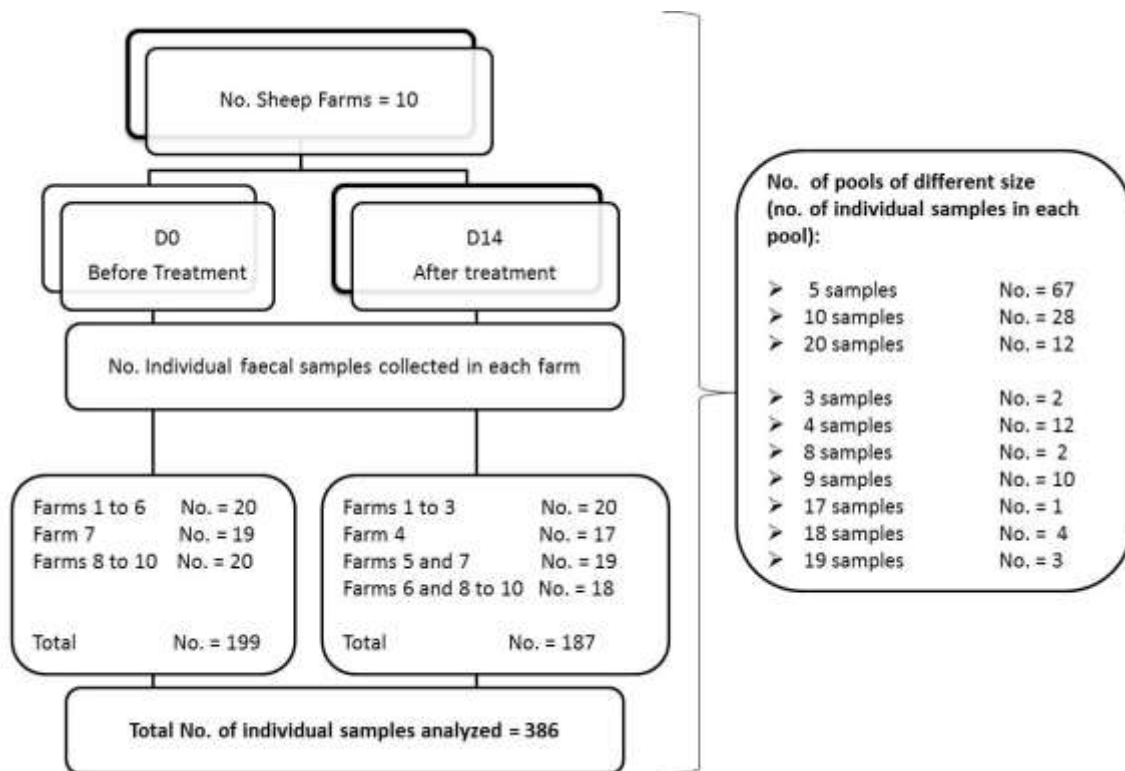 No. Sheep Farms = 10
D0
Before Treatment
D14
After treatment
No. Individual faecal samples collected in each farm
Farms 1 to 6 No. = 20
Farm 7 No. = 19
Farms 8 to 10 No. = 20
Total No. = 199
Farms 1 to 3 No. = 20
Farm 4 No. = 17
Farms 5 and 7 No. = 19
Farms 6 and 8 to 10 No. = 18
Total No. = 187
Total No. of individual samples analyzed = 386
No. of pools of different size
(no. of individual samples in each
pool):
➤ 5 samples No. = 67
➤ 10 samples No. = 28
➤ 20 samples No. = 12
➤ 3 samples No. = 2
➤ 4 samples No. = 12
➤ 8 samples No. = 2
➤ 9 samples No. = 10
➤ 17 samples No. = 1
➤ 18 samples No. = 4
➤ 19 samples No. = 3